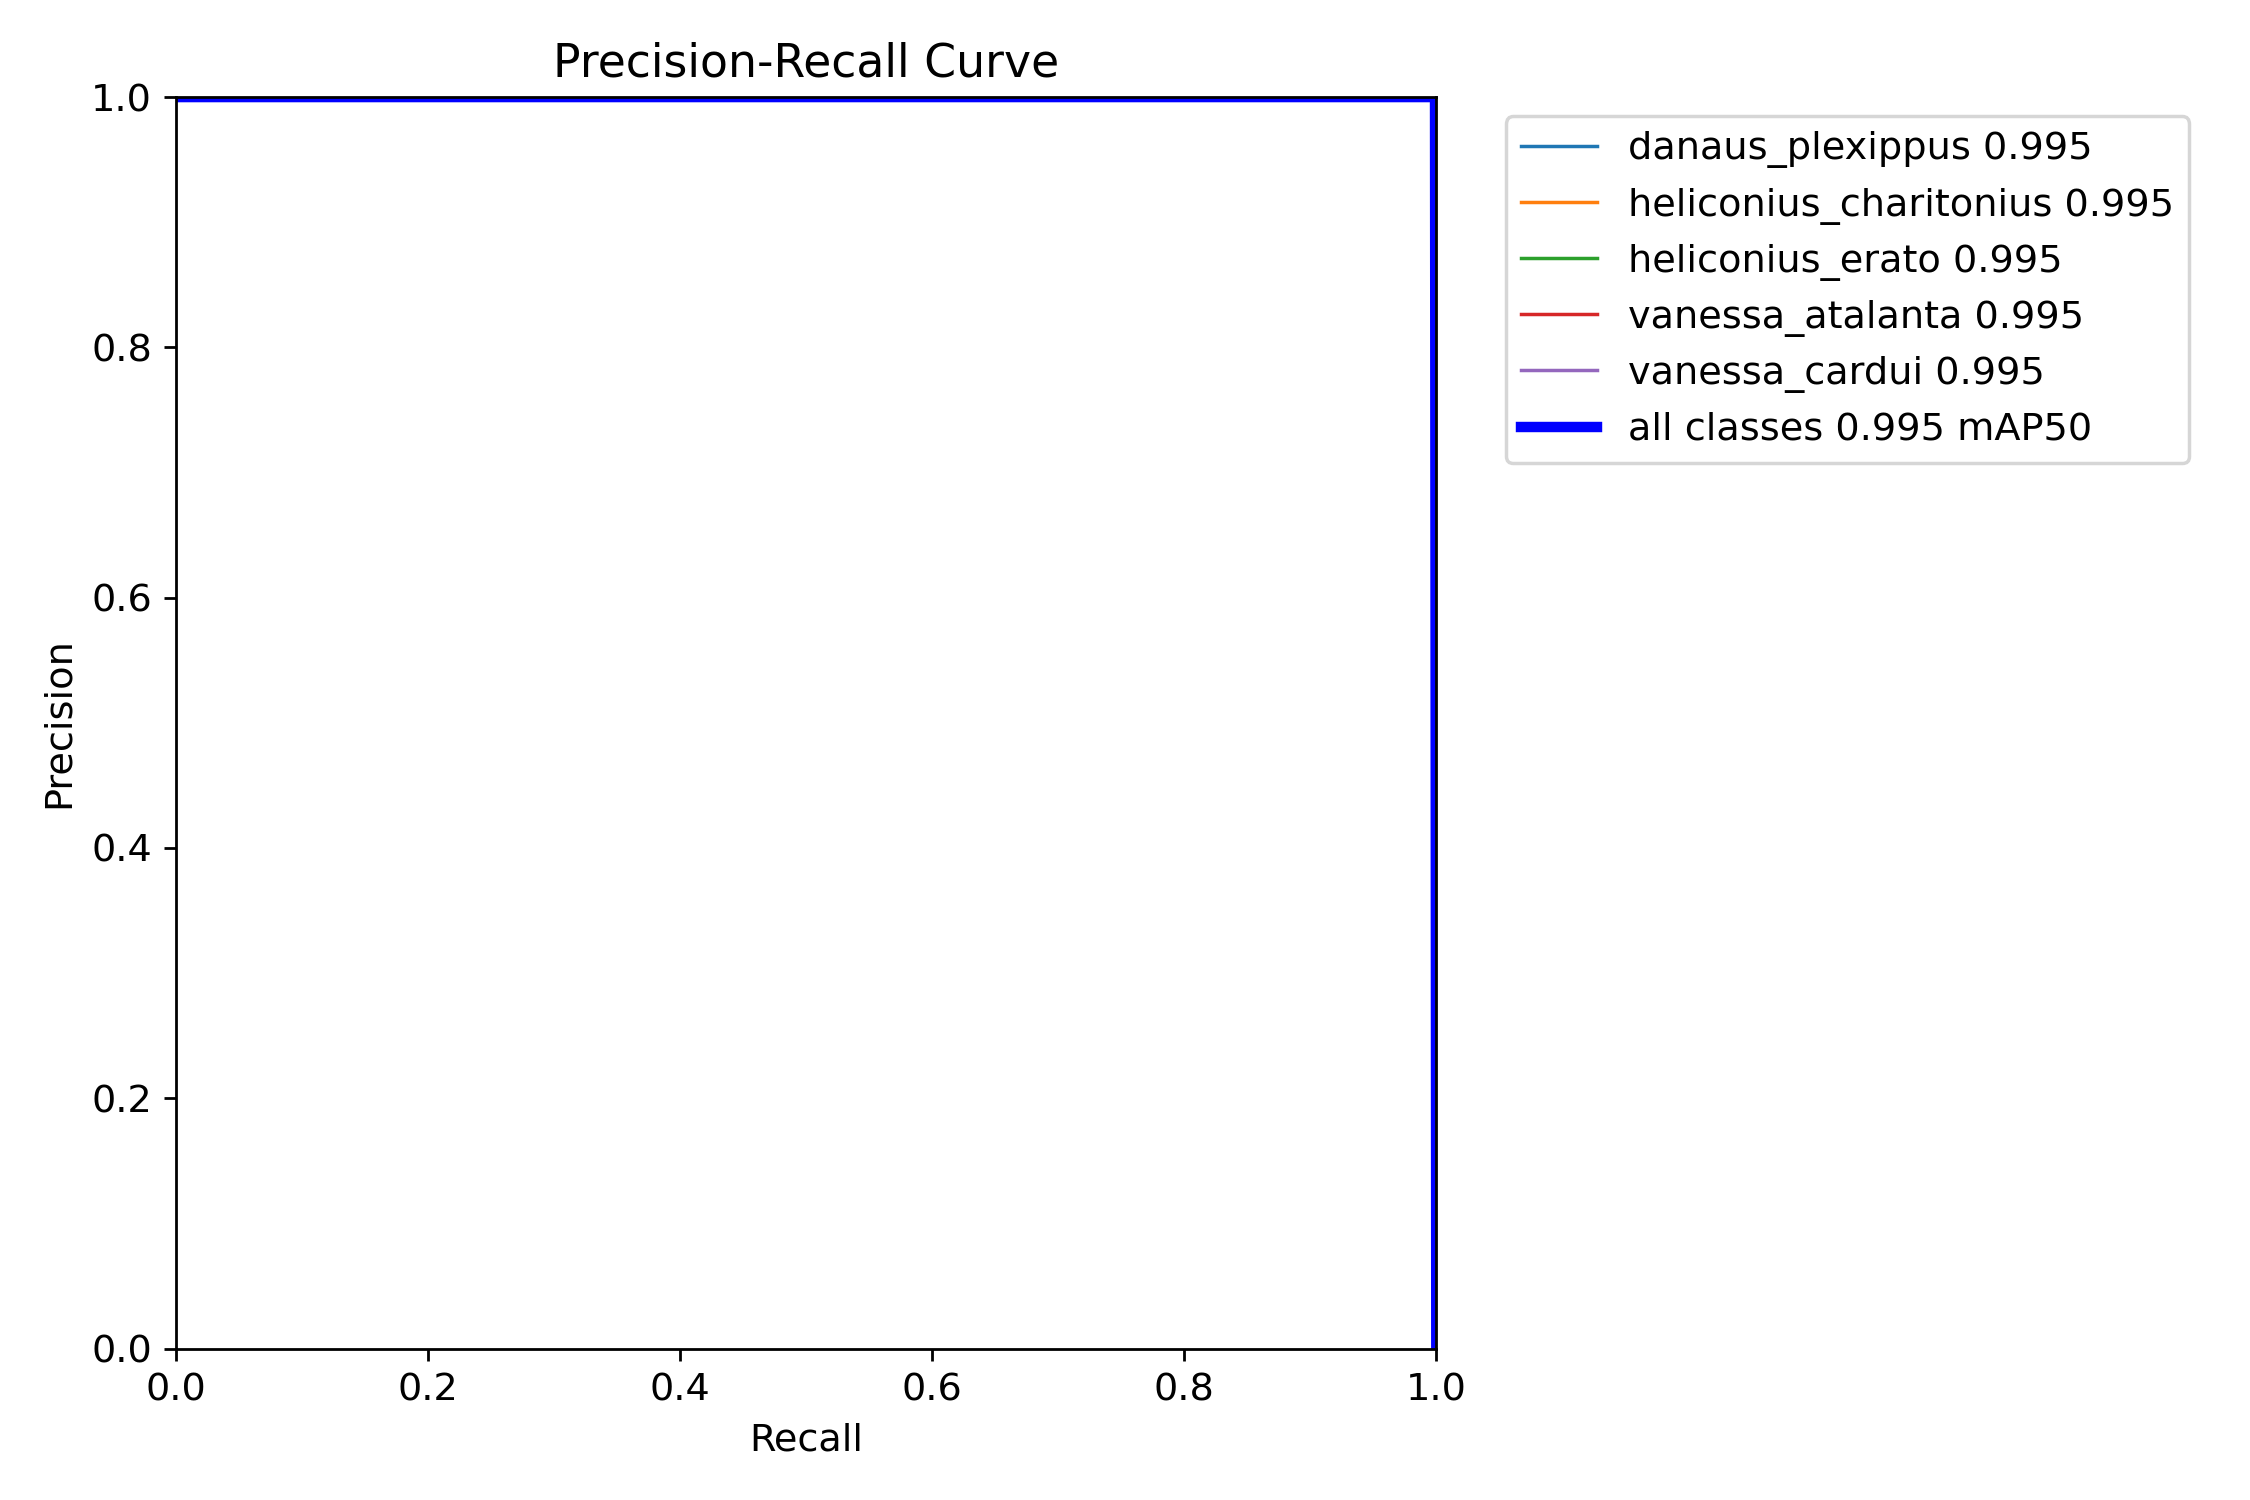 Precision-Recall Curve
1.0
0.8
0.6
0.4
0.2
0.0
Precision
0.0 0.2 0.4 0.6 0.8 1.0
Recall
danaus_plexippus 0.995
heliconius_charitonius 0.995
heliconius_erato 0.995
vanessa_atalanta 0.995
vanessa_cardui 0.995
all classes 0.995 mAP50